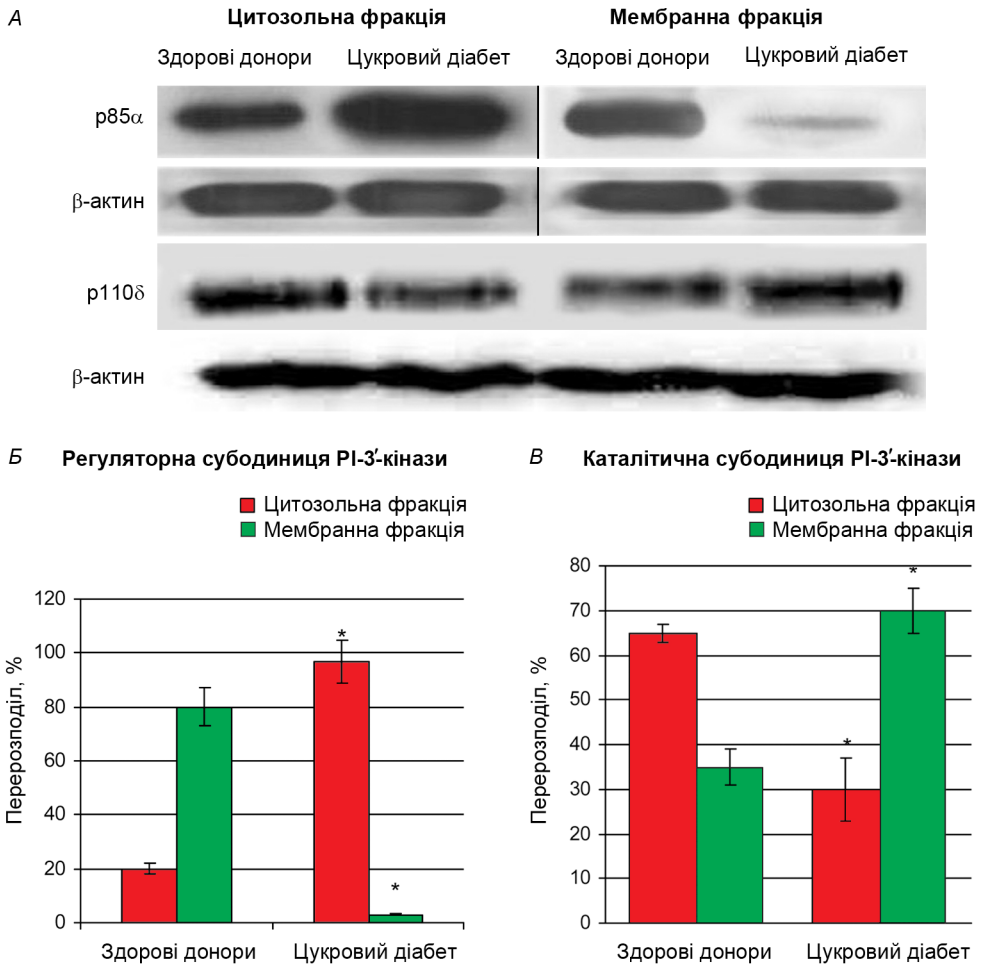 А
Цитозольна фракція
Мембранна фракція
Здорові донори
Цукровий діабет
Здорові донори
Цукровий діабет
p85α
β-актин
p110δ
β-актин
Б
Регуляторна субодиниця PI-3′-кінази
Цитозольна фракція
Мембранна фракція
Перерозподіл, %
120
100
80
60
40
20
0
*
*
Здорові донори
Цукровий діабет
В
Каталітична субодиниця PI-3′-кінази
Цитозольна фракція
Мембранна фракція
Перерозподіл, %
80
70
60
50
40
30
20
10
0
*
*
Здорові донори
Цукровий діабет